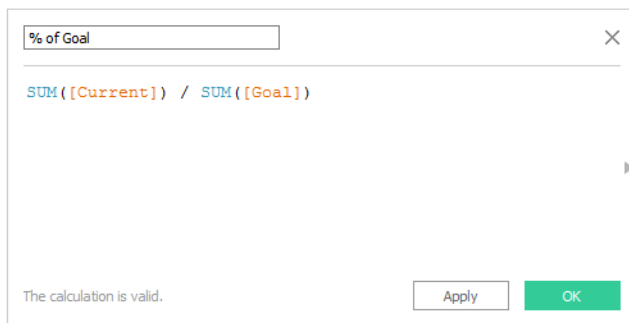 % of Goal
SUM([Current]) / SUM([Goal])
The calculation is valid.
Apply
OK